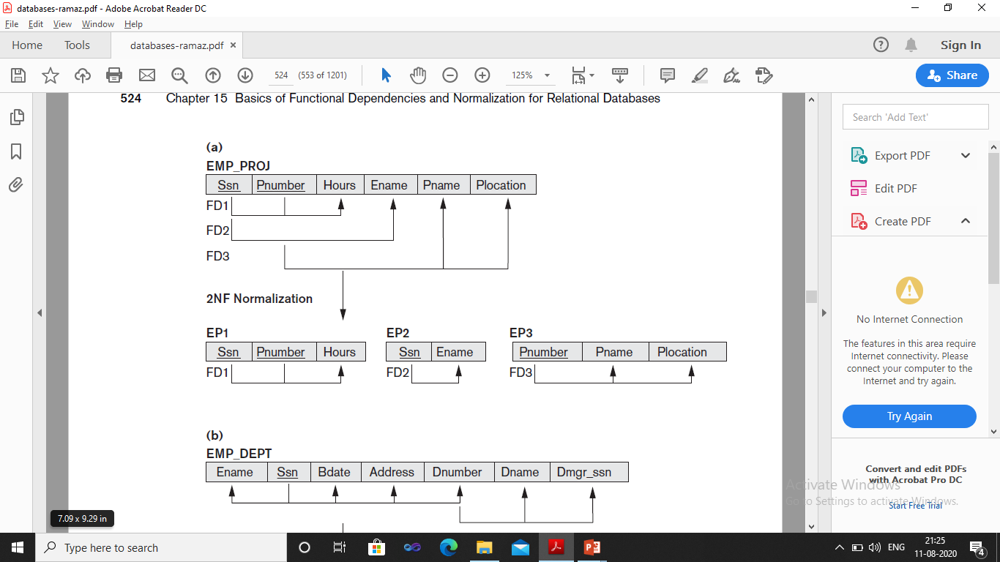 databases-ramaz.pdf - Adobe Acrobat Reader DC
File Edit View Window Help
Home Tools databases-ramaz.pdf × Sign In
524 (553 of 1201) 125% Share
524 Chapter 15 Basics of Functional Dependencies and Normalization for Relational Databases
(a)
EMP_PROJ
Ssn Pnumber Hours Ename Pname Plocation
FD1
FD2
FD3
2NF Normalization
EP1 EP2 EP3
Ssn Pnumber Hours Ssn Ename Pnumber Pname Plocation
FD1 FD2 FD3
(b)
EMP_DEPT
Ename Ssn Bdate Address Dnumber Dname Dmgr_ssn
7.09 x 9.29 in
Search 'Add Text'
Export PDF
Edit PDF
Create PDF
No Internet Connection
The features in this area require
Internet connectivity. Please
connect your computer to the
Internet and try again.
Try Again
Convert and edit PDFs
with Acrobat Pro DC
Start Free Trial
Activate Windows
Go to Settings to activate Windows.
Type here to search
ENG
21:25
11-08-2020
4